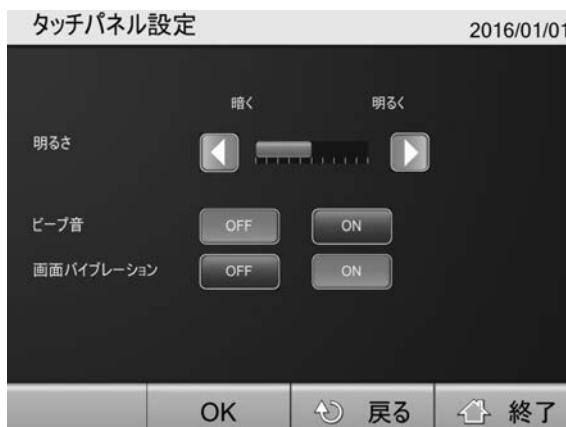 タッチパネル設定 2016/01/01
暗く 明るく
明るさ
ビープ音 OFF ON
画面バイブレーション OFF ON
OK 戻る 終了